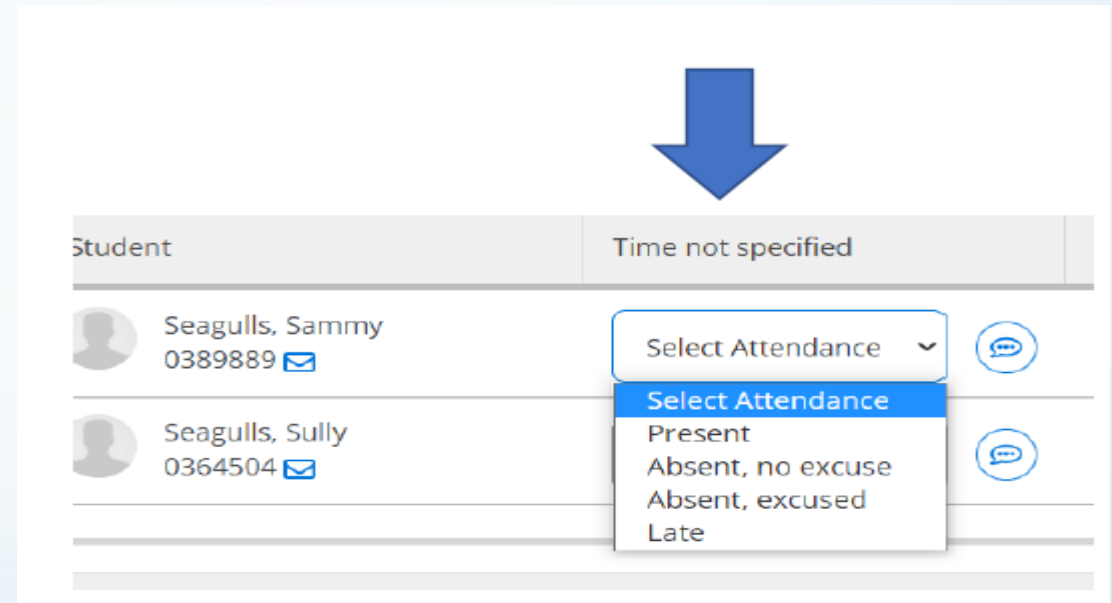 Student Time not specified
Seagulls, Sammy
0389889
Select Attendance
Select Attendance
Present
Absent, no excuse
Absent, excused
Late
Seagulls, Sully
0364504